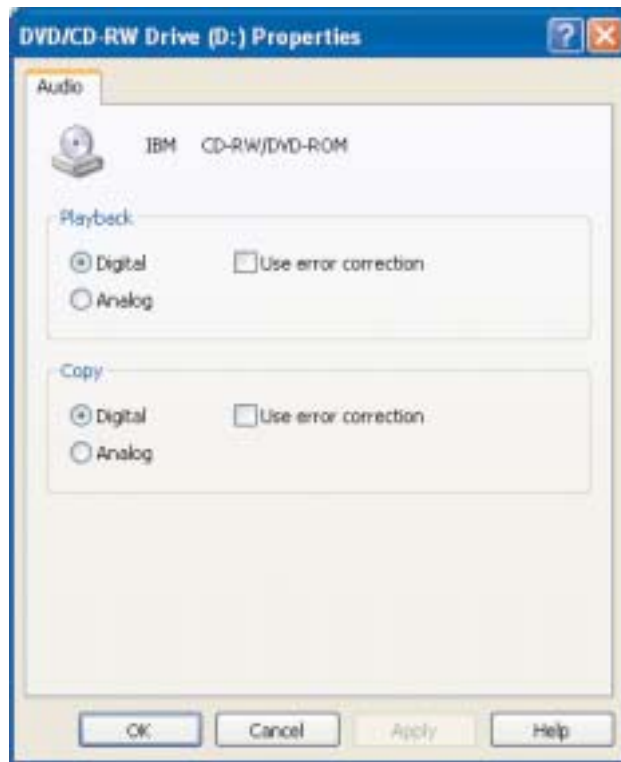 DVD/CD-RW Drive (D:) Properties
Audio
IBM CD-RW/DVD-ROM
Playback
Digital Use error correction
Analog
Copy
Digital Use error correction
Analog
OK Cancel Apply Help